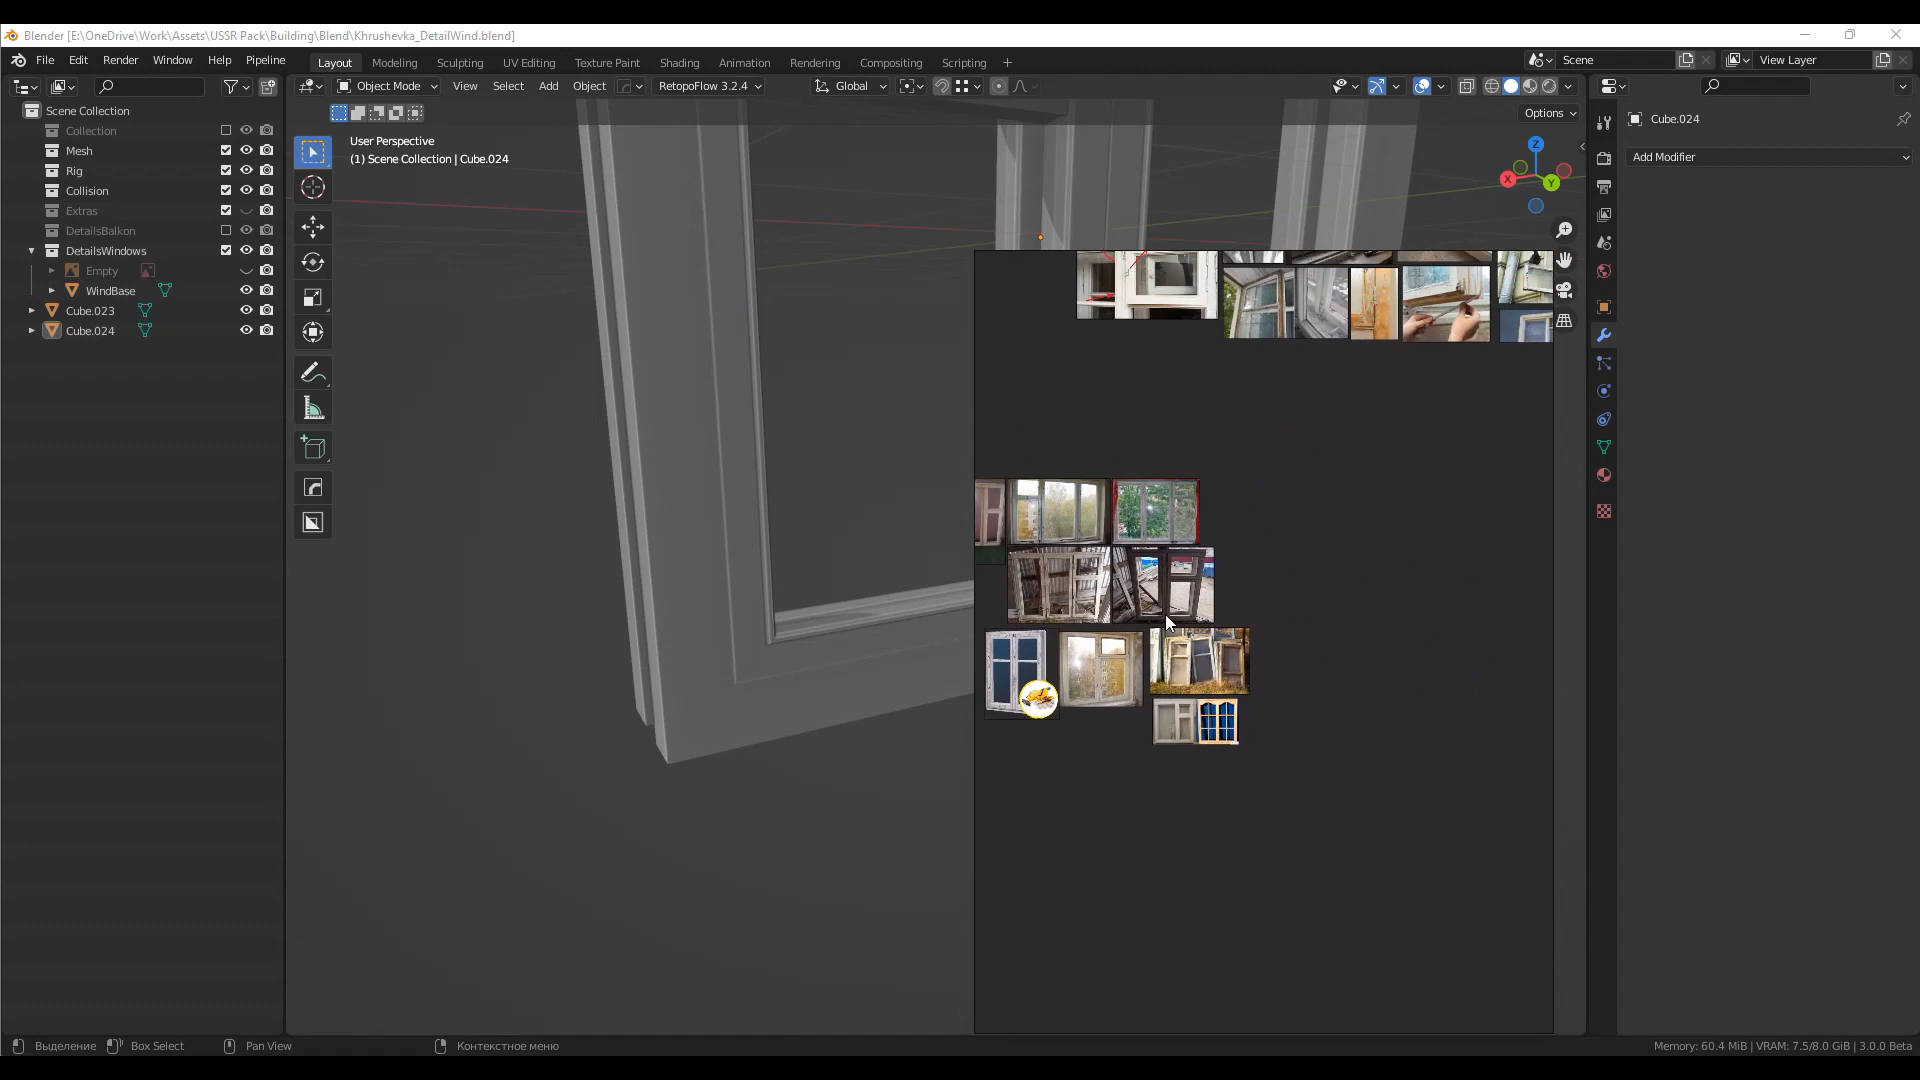 Blender [E:\OneDrive\Work\Assets\USSR Pack\Building\Blend\Khrushevka_DetailWind.blend]
File Edit Render Window Help Pipeline
Layout Modeling Sculpting UV Editing Texture Paint Shading Animation Rendering Compositing Scripting +
Scene
View Layer
Object Mode View Select Add Object RetopoFlow 3.2.4 Global
Options
Scene Collection
Collection
Mesh
Rig
Collision
Extras
DetailsBalkon
DetailsWindows
Empty
WindBase
Cube.023
Cube.024
User Perspective
(1) Scene Collection | Cube.024
Z
X
Y
Cube.024
Add Modifier
Выделение Box Select Pan View Контекстное меню
Memory: 60.4 MiB | VRAM: 7.5/8.0 GiB | 3.0.0 Beta